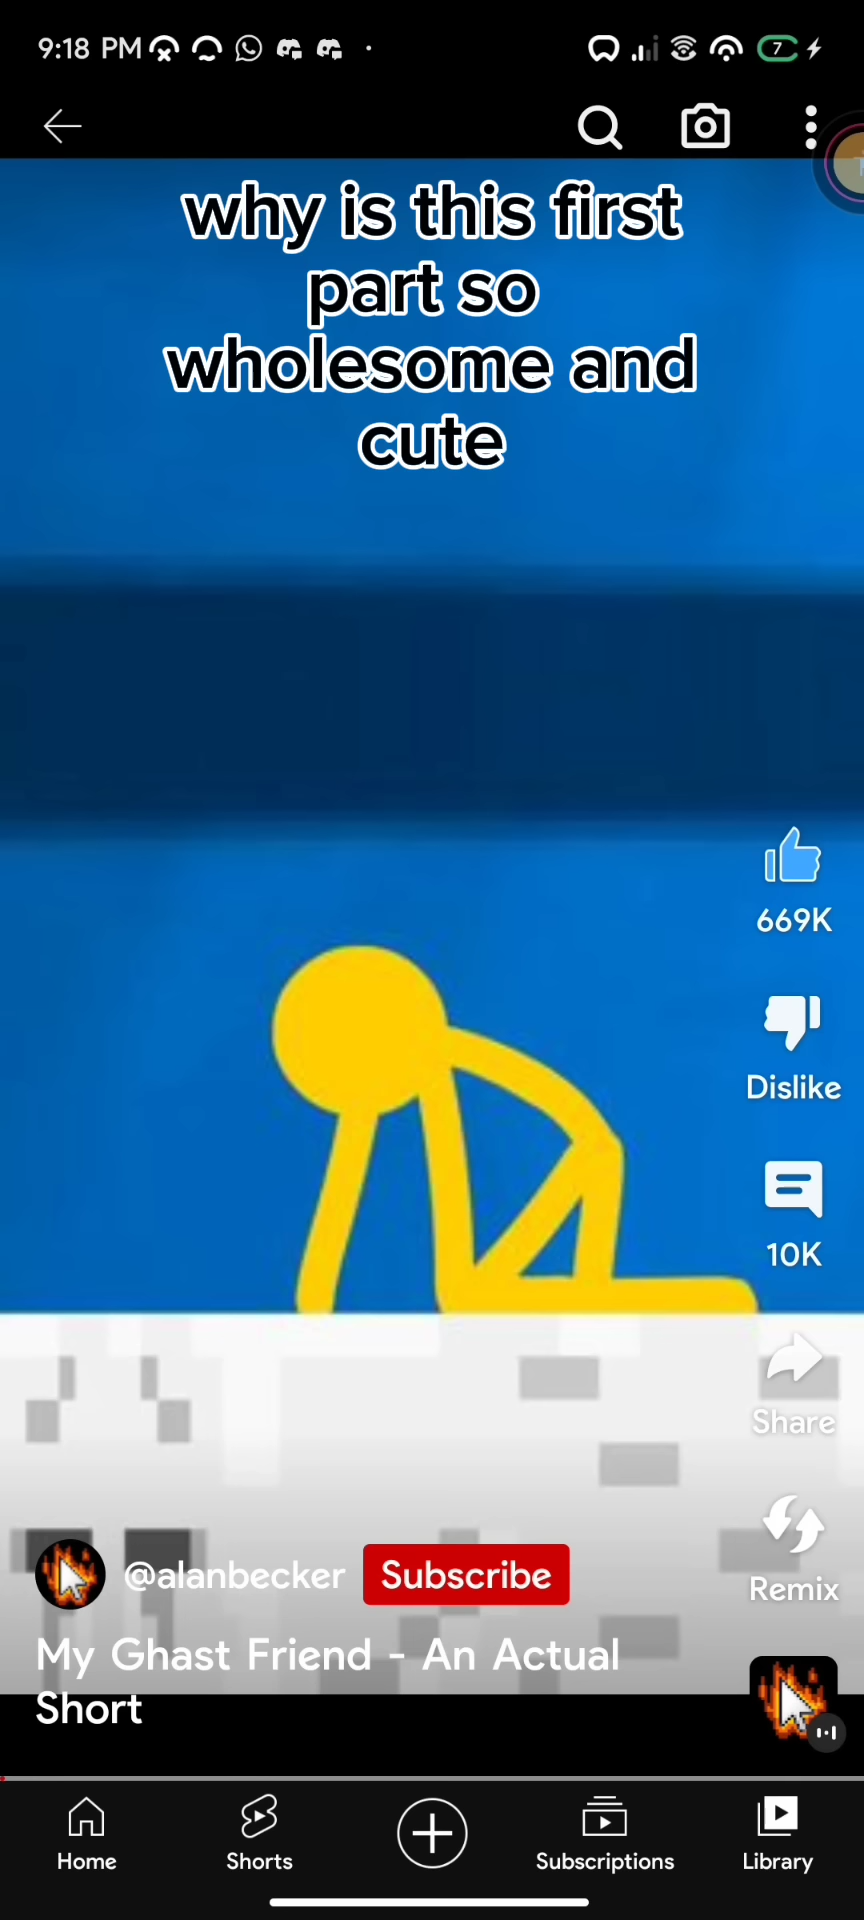 9:18 PM
7
why is this first
part so
wholesome and
cute
669K
Dislike
10K
Share
@alanbecker Subscribe
Remix
My Ghast Friend - An Actual
Short
Home Shorts Subscriptions Library